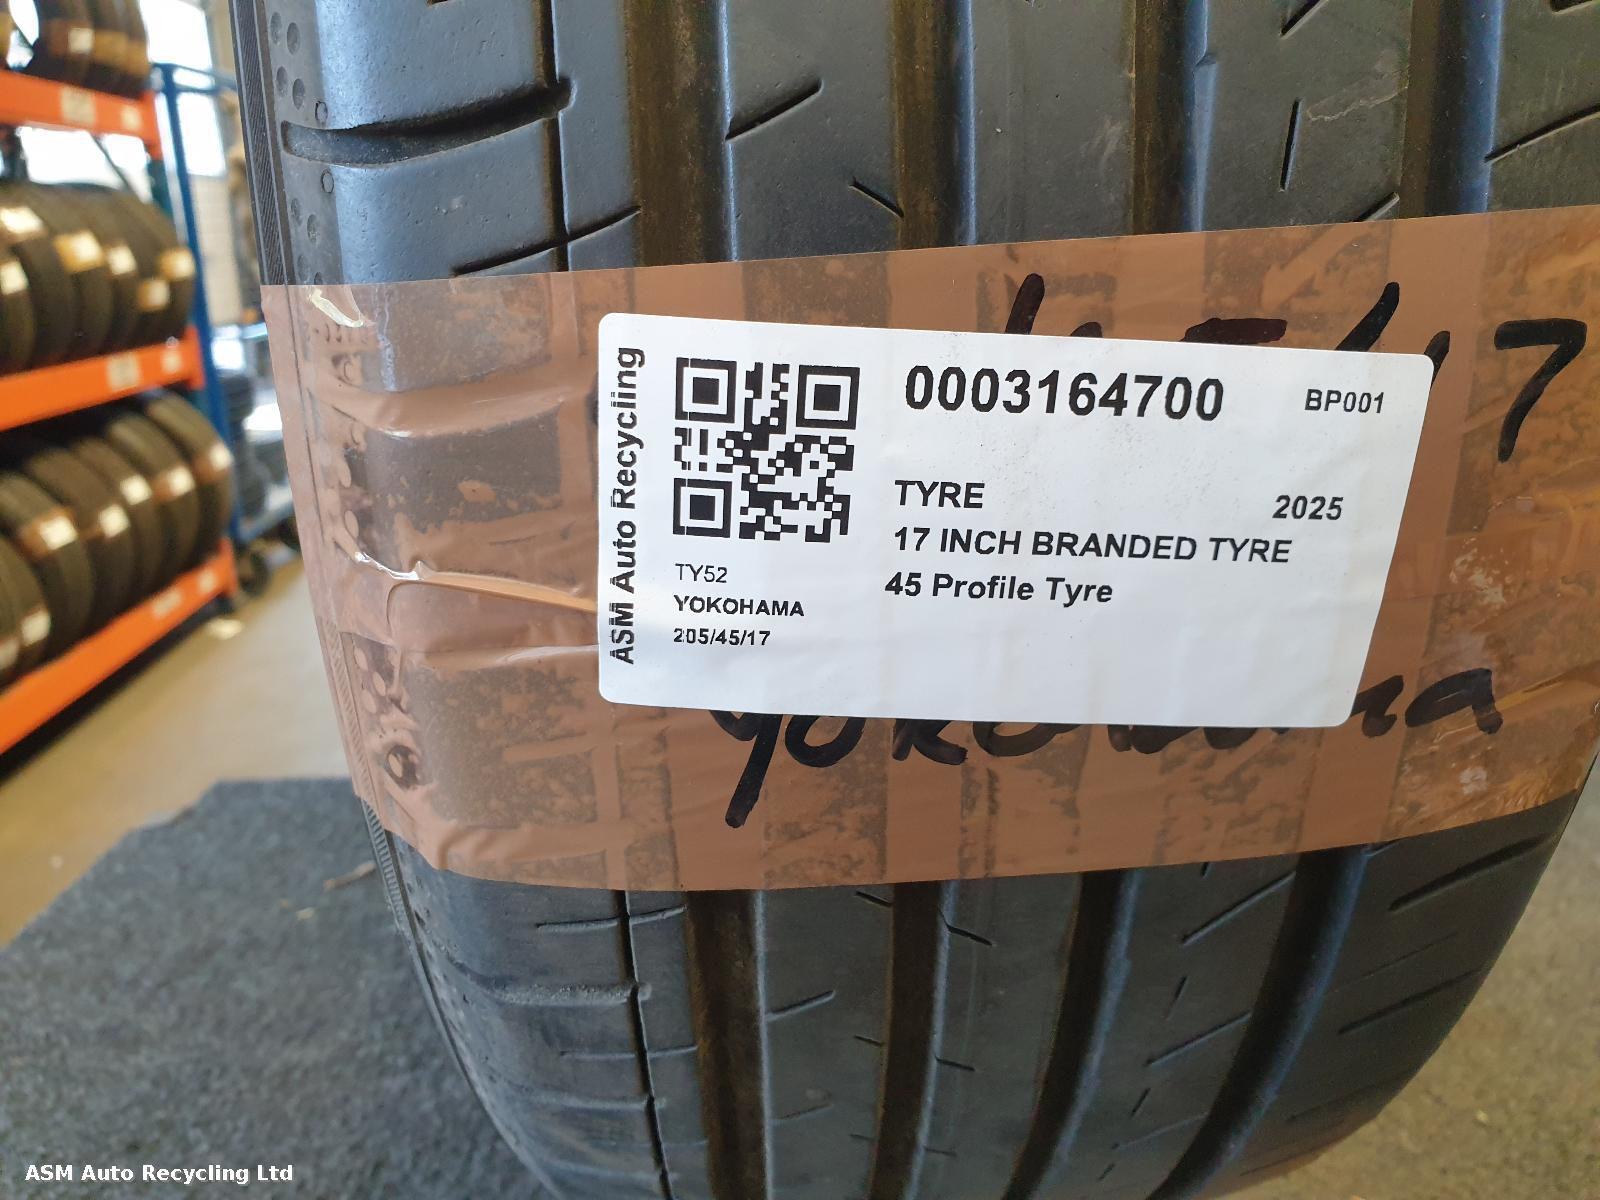 0003164700
BP001
ASM Auto Recycling
TYRE
2025
17 INCH BRANDED TYRE
45 Profile Tyre
TY52
YOKOHAMA
205/45/17
17
ASM Auto Recycling Ltd